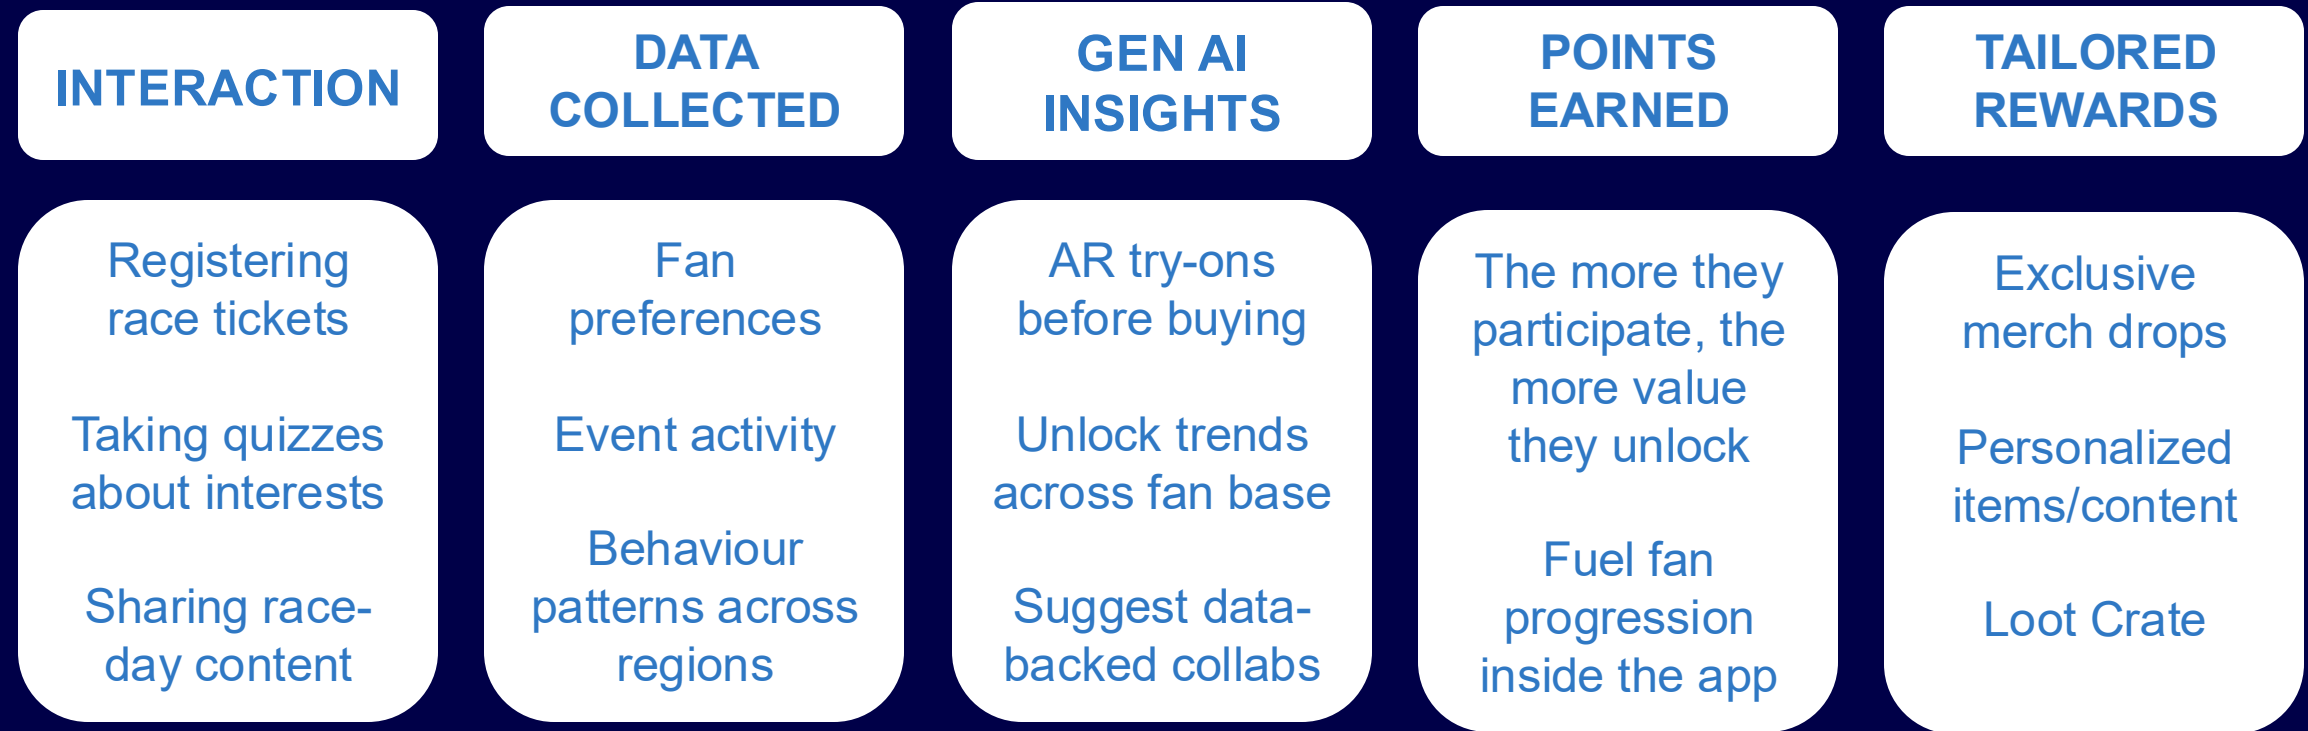 INTERACTION
Registering
race tickets
Taking quizzes
about interests
Sharing race-
day content
DATA
COLLECTED
Fan
preferences
Event activity
Behaviour
patterns across
regions
GEN AI
INSIGHTS
AR try-ons
before buying
Unlock trends
across fan base
Suggest data-
backed collabs
POINTS
EARNED
The more they
participate, the
more value
they unlock
Fuel fan
progression
inside the app
TAILORED
REWARDS
Exclusive
merch drops
Personalized
items/content
Loot Crate